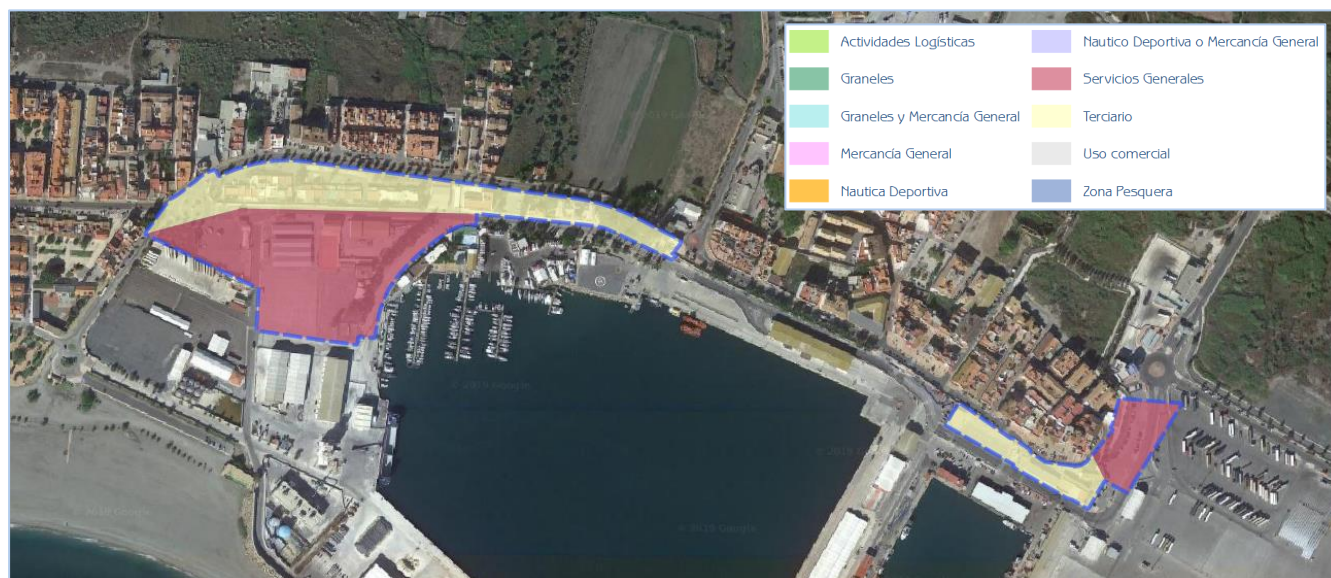 Actividades Logísticas
Graneles
Graneles y Mercancía General
Mercancía General
Nautica Deportiva
Nautico Deportiva o Mercancía General
Servicios Generales
Terciario
Uso comercial
Zona Pesquera